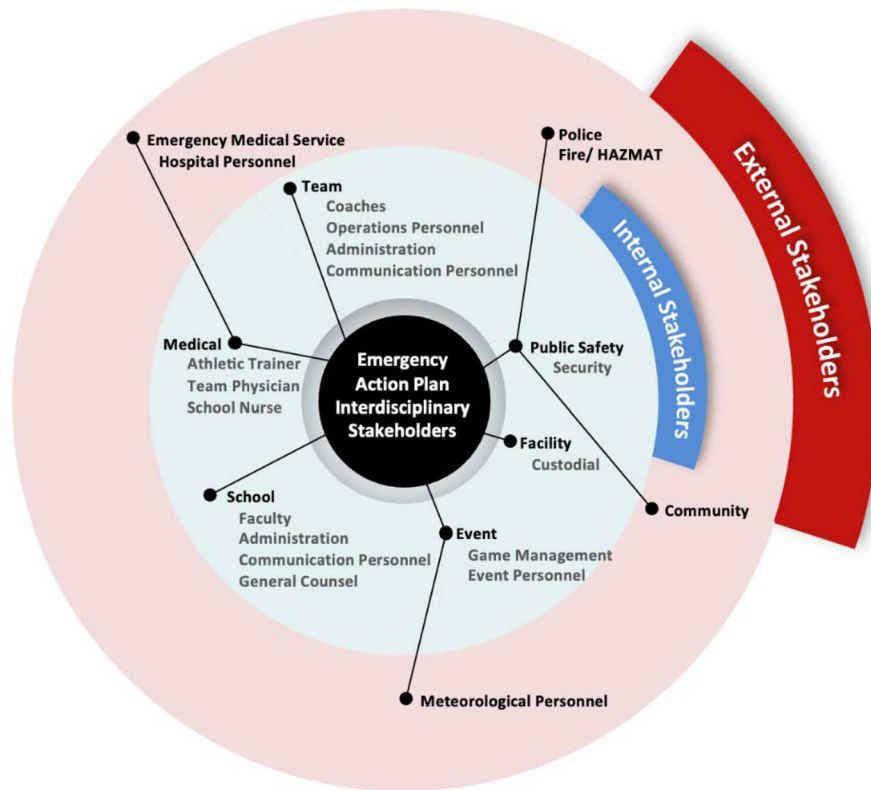 Emergency Medical Service
Hospital Personnel
Police
Fire/ HAZMAT
External Stakeholders
Internal Stakeholders
Team
Coaches
Operations Personnel
Administration
Communication Personnel
Medical
Athletic Trainer
Team Physician
School Nurse
Emergency
Action Plan
Interdisciplinary
Stakeholders
Public Safety
Security
Facility
Custodial
School
Faculty
Administration
Communication Personnel
General Counsel
Event
Game Management
Event Personnel
Community
Meteorological Personnel